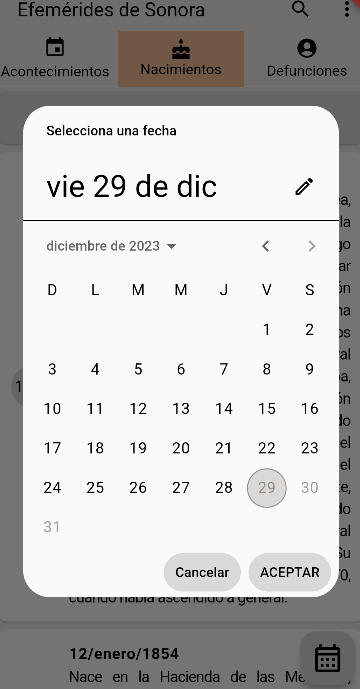 Efemérides de Sonora
Acontecimientos Nacimientos Defunciones
Selecciona una fecha
vie 29 de dic
diciembre de 2023
D L M M J V S
1 2
3 4 5 6 7 8 9
10 11 12 13 14 15 16
17 18 19 20 21 22 23
24 25 26 27 28 29 30
31
Cancelar ACEPTAR
cuando había ascendido a general.
12/enero/1854
Nace en la Hacienda de las